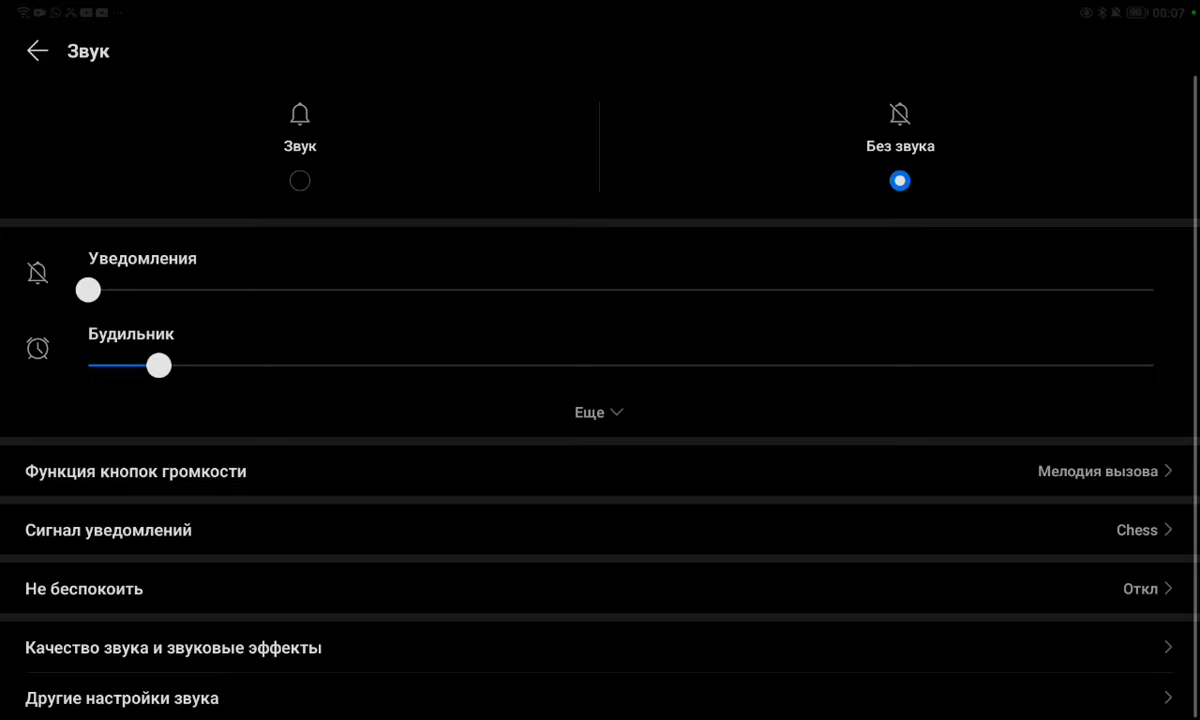 00:07
Звук
Звук
Без звука
Уведомления
Будильник
Еще
Функция кнопок громкости
Мелодия вызова
Сигнал уведомлений
Chess
Не беспокоить
Откл
Качество звука и звуковые эффекты
Другие настройки звука